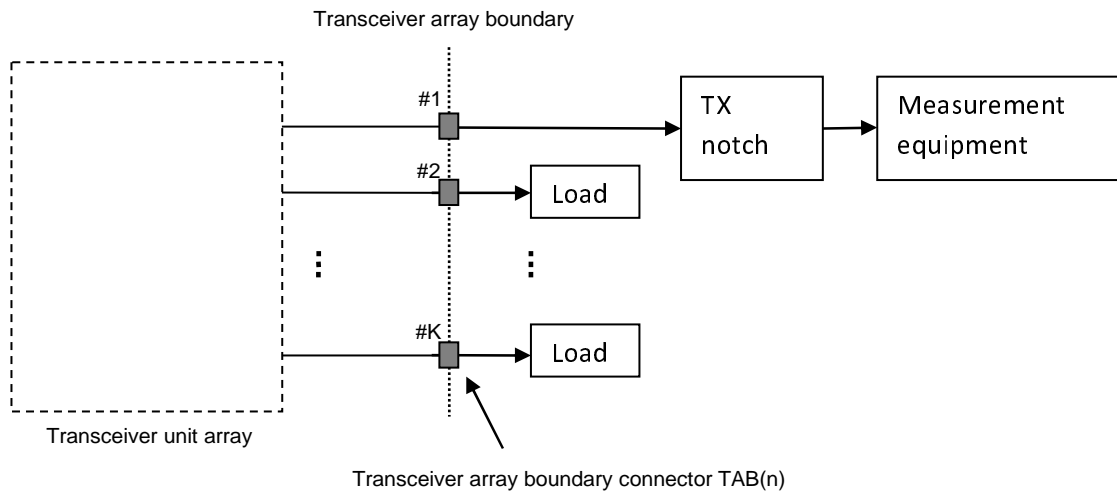 Transceiver array boundary
#1
TX
notch
Measurement
equipment
#2
Load
#K
Load
Transceiver unit array
Transceiver array boundary connector TAB(n)